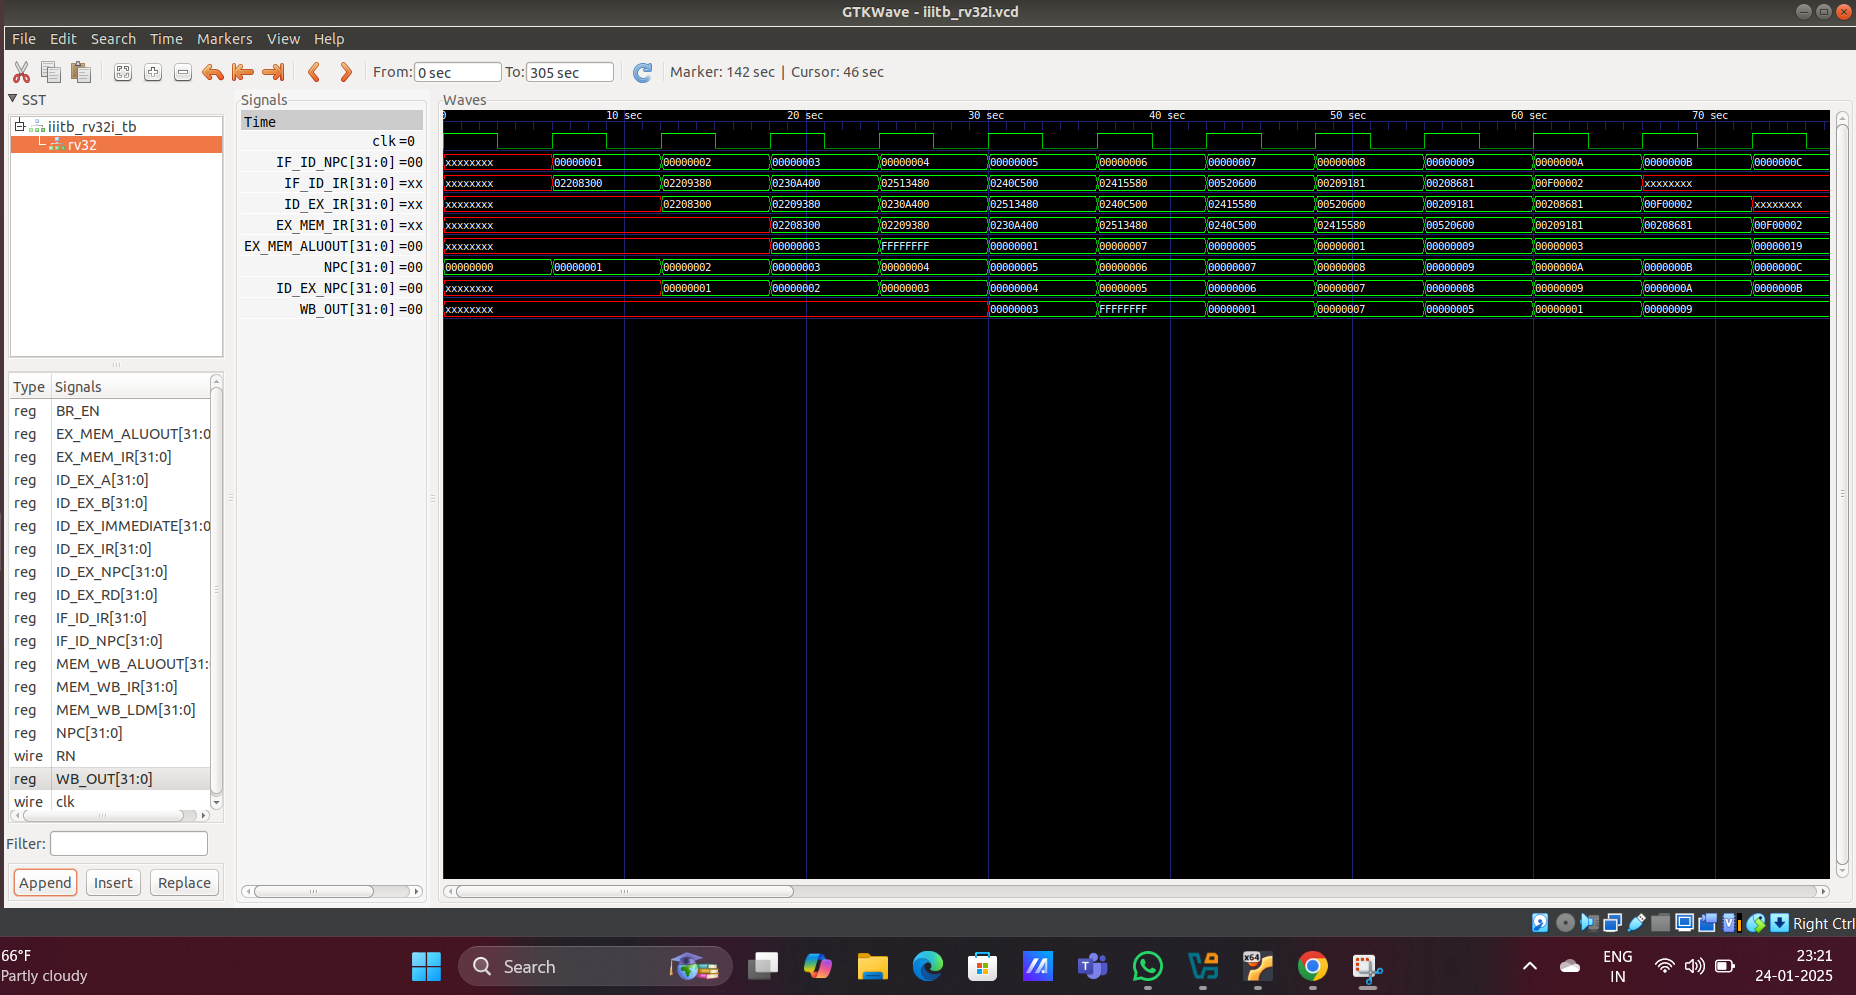 GTKWave - iiitb_rv32i.vcd
File Edit Search Time Markers View Help
From: 0 sec To: 305 sec Marker: 142 sec | Cursor: 46 sec
SST
iiitb_rv32i_tb
rv32
Type Signals
reg BR_EN
reg EX_MEM_ALUOUT[31:0
reg EX_MEM_IR[31:0]
reg ID_EX_A[31:0]
reg ID_EX_B[31:0]
reg ID_EX_IMMEDIATE[31:0
reg ID_EX_IR[31:0]
reg ID_EX_NPC[31:0]
reg ID_EX_RD[31:0]
reg IF_ID_IR[31:0]
reg IF_ID_NPC[31:0]
reg MEM_WB_ALUOUT[31:
reg MEM_WB_IR[31:0]
reg MEM_WB_LDM[31:0]
reg NPC[31:0]
wire RN
reg WB_OUT[31:0]
wire clk
Filter:
Append Insert Replace
Signals
Time
clk=0
IF_ID_NPC[31:0]=00
IF_ID_IR[31:0]=xx
ID_EX_IR[31:0]=xx
EX_MEM_IR[31:0]=xx
EX_MEM_ALUOUT[31:0]=00
NPC[31:0]=00
ID_EX_NPC[31:0]=00
WB_OUT[31:0]=00
Waves
0 10 sec 20 sec 30 sec 40 sec 50 sec 60 sec 70 sec
xxxxxxxx 00000001 00000002 00000003 00000004 00000005 00000006 00000007 00000008 00000009 0000000A 0000000B 0000000C
xxxxxxxx 02208300 02209380 0230A400 02513480 0240C500 02415580 00520600 00209181 00208681 00F00002 xxxxxxxx
xxxxxxxx 02208300 02209380 0230A400 02513480 0240C500 02415580 00520600 00209181 00208681 00F00002 xxxxxxxx
xxxxxxxx 02208300 02209380 0230A400 02513480 0240C500 02415580 00520600 00209181 00208681 00F00002
xxxxxxxx 00000003 FFFFFFFF 00000001 00000007 00000005 00000001 00000009 00000003 00000019
00000000 00000001 00000002 00000003 00000004 00000005 00000006 00000007 00000008 00000009 0000000A 0000000B 0000000C
xxxxxxxx 00000001 00000002 00000003 00000004 00000005 00000006 00000007 00000008 00000009 0000000A 0000000B
xxxxxxxx 00000003 FFFFFFFF 00000001 00000007 00000005 00000001 00000009
Right Ctrl
66°F
Partly cloudy
Search
x64
ENG
IN
23:21
24-01-2025